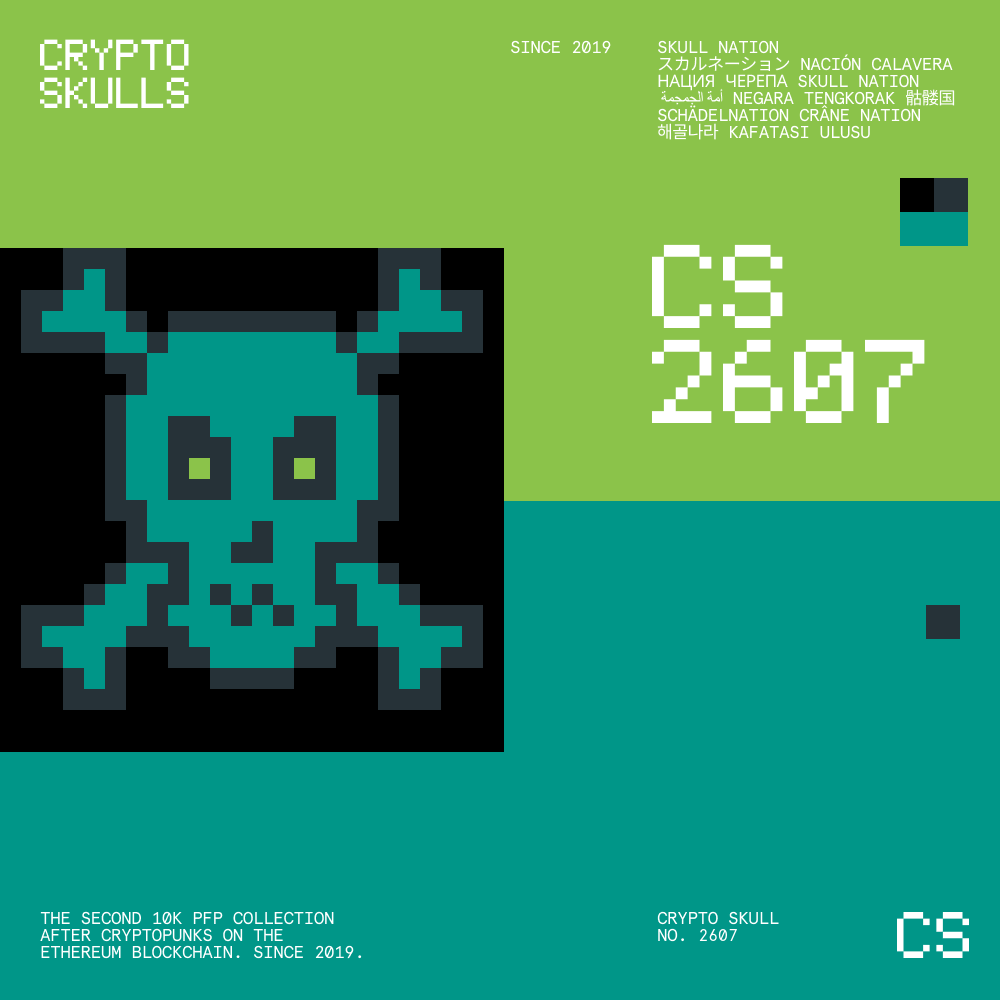 CRYPTO
SKULLS
SINCE 2019
SKULL NATION
スカルネーション NACIÓN CALAVERA
НАЦИЯ ЧЕРЕПА SKULL NATION
أمة الجمجمة NEGARA TENGKORAK 骷髅国
SCHÄDELNATION CRÂNE NATION
해골나라 KAFATASI ULUSU
CS
2607
THE SECOND 10K PFP COLLECTION
AFTER CRYPTOPUNKS ON THE
ETHEREUM BLOCKCHAIN. SINCE 2019.
CRYPTO SKULL
NO. 2607
CS